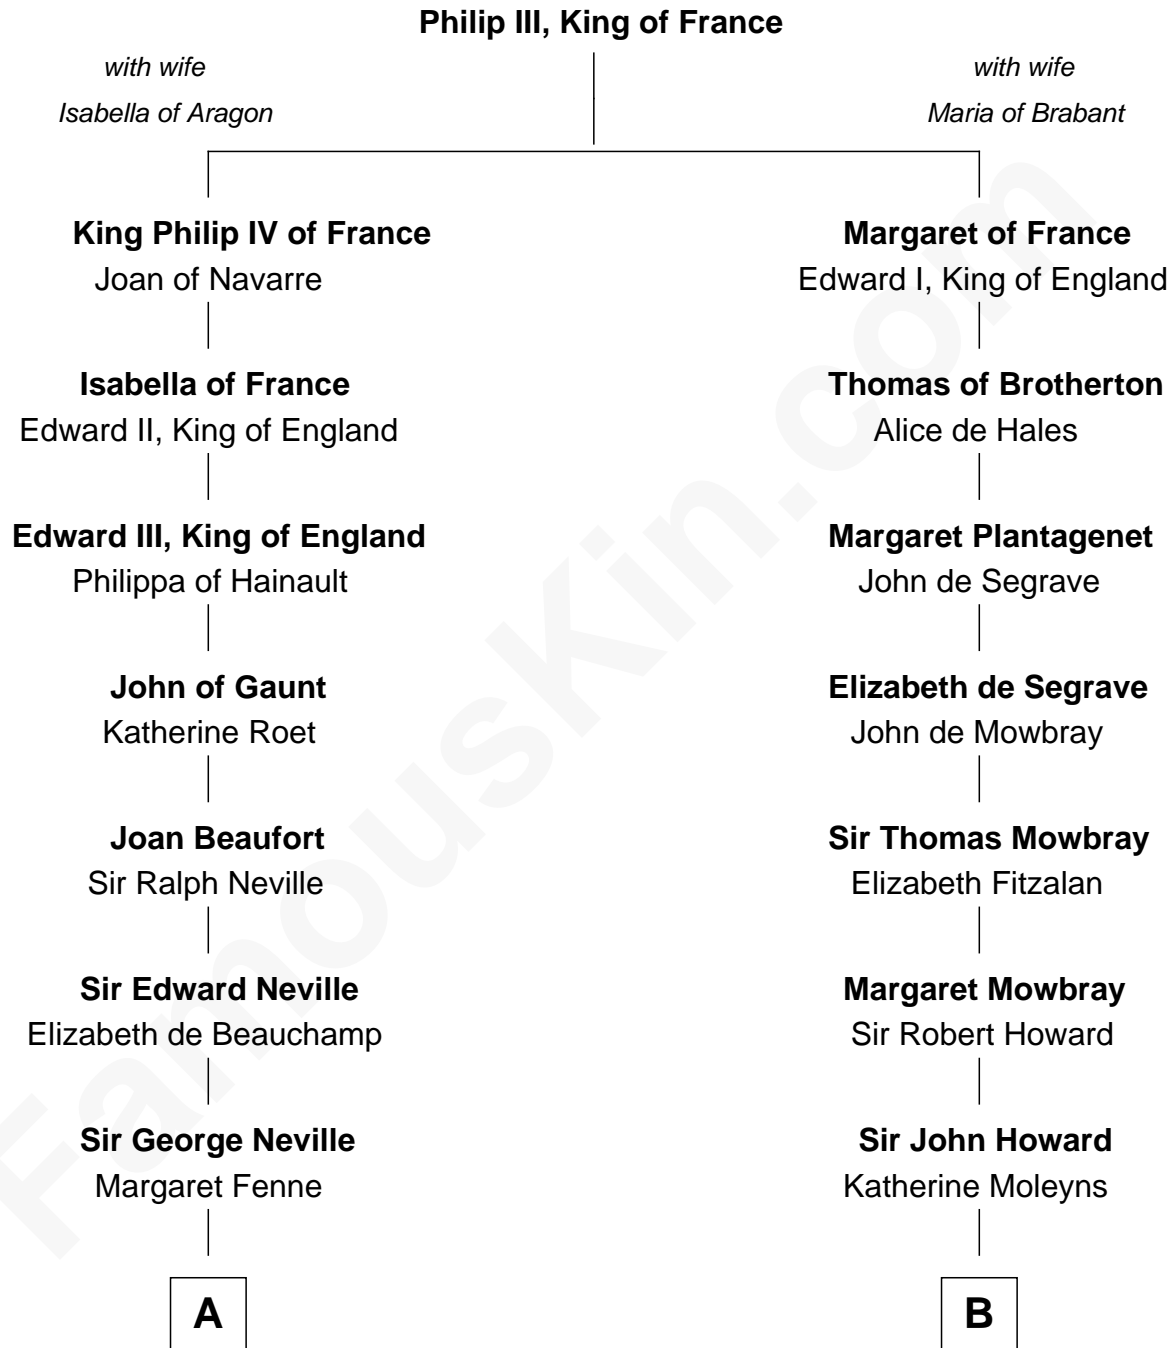 Philip III, King of France
with wife
Isabella of Aragon
with wife
Maria of Brabant
King Philip IV of France
Joan of Navarre
Margaret of France
Edward I, King of England
Isabella of France
Edward II, King of England
Thomas of Brotherton
Alice de Hales
Edward III, King of England
Philippa of Hainault
Margaret Plantagenet
John de Segrave
John of Gaunt
Katherine Roet
Elizabeth de Segrave
John de Mowbray
Joan Beaufort
Sir Ralph Neville
Sir Thomas Mowbray
Elizabeth Fitzalan
Sir Edward Neville
Elizabeth de Beauchamp
Margaret Mowbray
Sir Robert Howard
Sir George Neville
Margaret Fenne
Sir John Howard
Katherine Moleyns
A
B
FamousKin.com